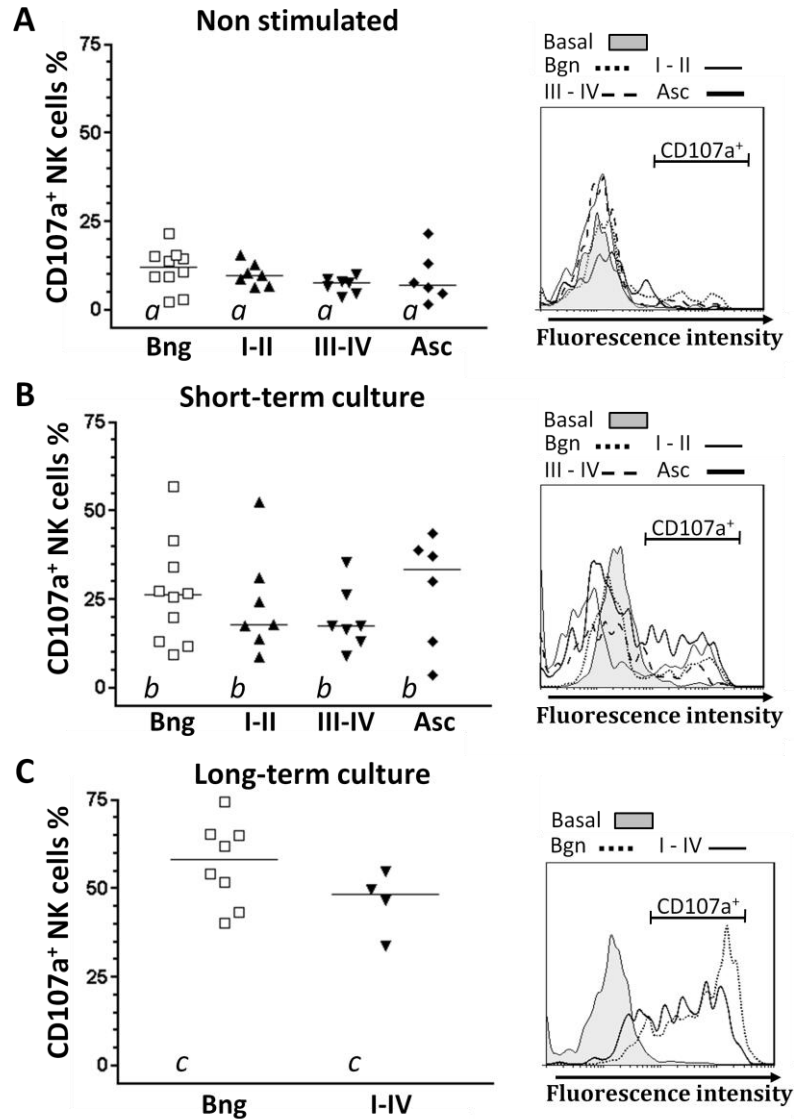 A
Non stimulated
CD107a⁺ NK cells %
75
50
25
0
a a a a
Bng I-II III-IV Asc
Basal
Bgn I - II
III - IV Asc
CD107a⁺
Fluorescence intensity
B
Short-term culture
CD107a⁺ NK cells %
75
50
25
0
b b b b
Bng I-II III-IV Asc
Basal
Bgn I - II
III - IV Asc
CD107a⁺
Fluorescence intensity
C
Long-term culture
CD107a⁺ NK cells %
75
50
25
0
c c
Bng I-IV
Basal
Bgn I - IV
CD107a⁺
Fluorescence intensity